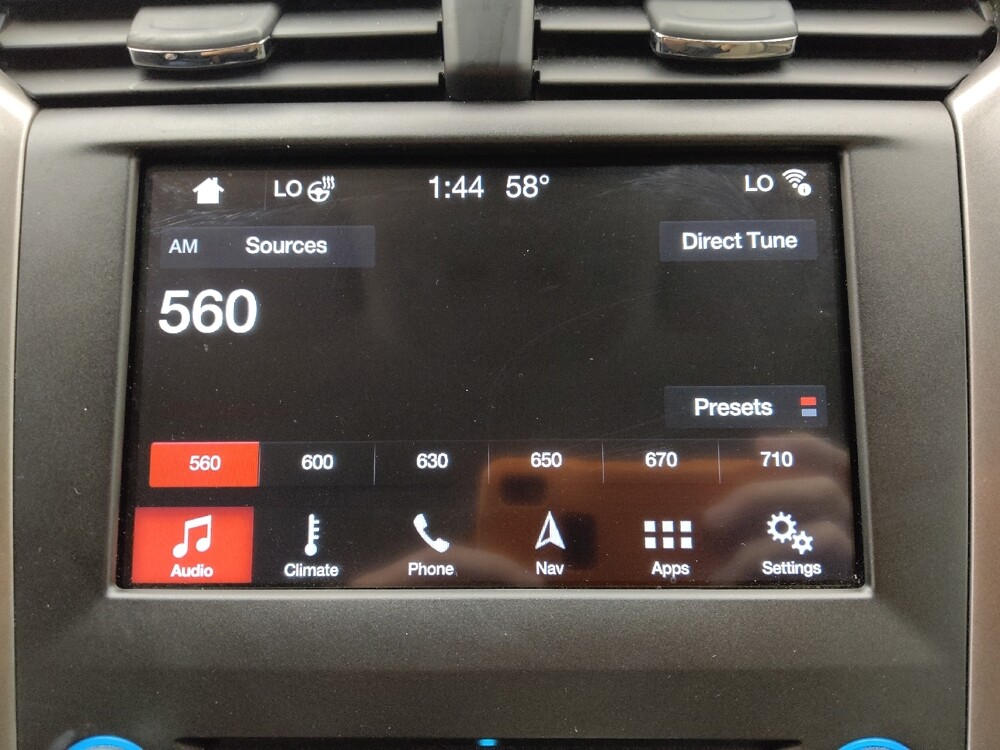 LO 1:44 58° LO
AM Sources Direct Tune
560
Presets
560 600 630 650 670 710
Audio Climate Phone Nav Apps Settings